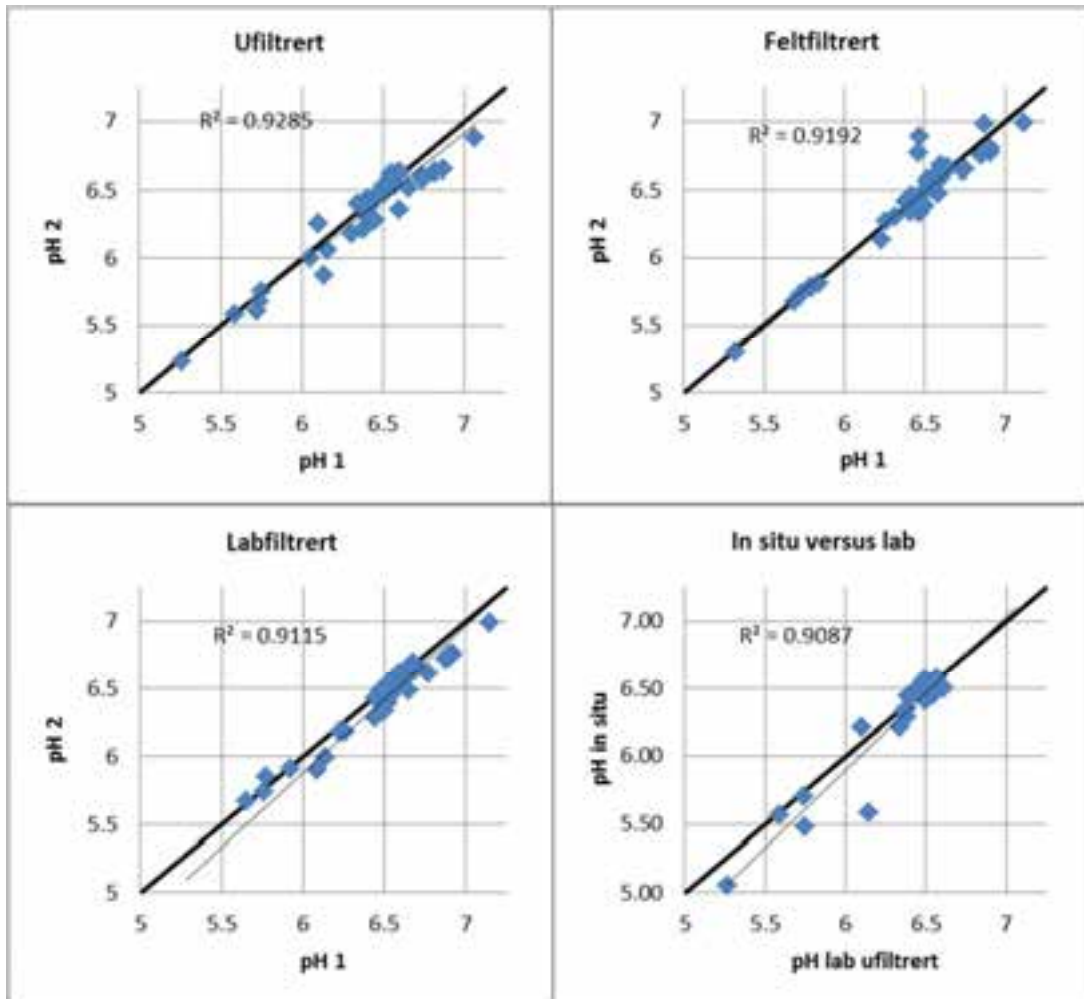 Ufiltrert
R² = 0.9285
7
6.5
6
5.5
5
pH 2
5 5.5 6 6.5 7
pH 1
Feltfiltrert
R² = 0.9192
7
6.5
6
5.5
5
pH 2
5 5.5 6 6.5 7
pH 1
Labfiltrert
R² = 0.9115
7
6.5
6
5.5
5
pH 2
5 5.5 6 6.5 7
pH 1
In situ versus lab
R² = 0.9087
7.00
6.50
6.00
5.50
5.00
pH in situ
5 5.5 6 6.5 7
pH lab ufiltrert